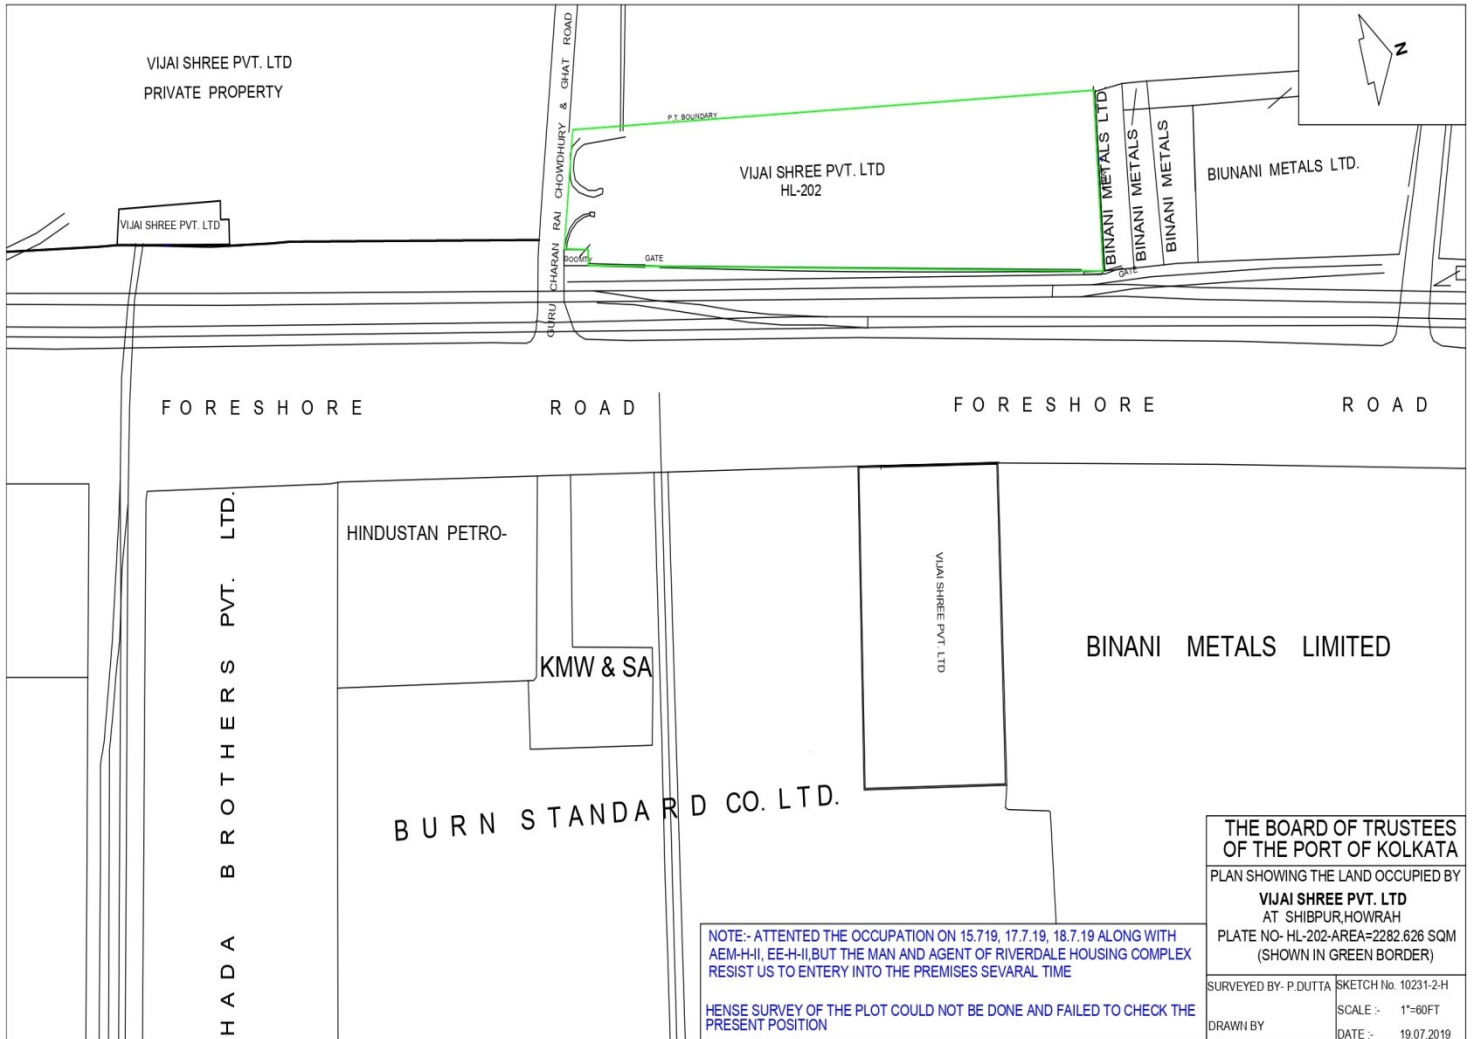 VIJAI SHREE PVT. LTD
PRIVATE PROPERTY
GURU CHARAN RAI CHOWDHURY & GHAT ROAD
N
P.T. BOUNDARY
VIJAI SHREE PVT. LTD
HL-202
BINANI METALS LTD.
BINANI METALS
BINANI METALS
BIUNANI METALS LTD.
VIJAI SHREE PVT. LTD
GOOMTY
GATE
GATE
FORESHORE ROAD
FORESHORE ROAD
HADA BROTHERS PVT. LTD.
HINDUSTAN PETRO-
KMW & SA
VIJAI SHREE PVT. LTD
BINANI METALS LIMITED
BURN STANDARD CO. LTD.
NOTE:- ATTENTED THE OCCUPATION ON 15.719, 17.7.19, 18.7.19 ALONG WITH
AEM-H-II, EE-H-II,BUT THE MAN AND AGENT OF RIVERDALE HOUSING COMPLEX
RESIST US TO ENTERY INTO THE PREMISES SEVARAL TIME
HENSE SURVEY OF THE PLOT COULD NOT BE DONE AND FAILED TO CHECK THE
PRESENT POSITION
THE BOARD OF TRUSTEES
OF THE PORT OF KOLKATA
PLAN SHOWING THE LAND OCCUPIED BY
VIJAI SHREE PVT. LTD
AT SHIBPUR,HOWRAH
PLATE NO- HL-202-AREA=2282.626 SQM
(SHOWN IN GREEN BORDER)
SURVEYED BY- P.DUTTA
SKETCH No. 10231-2-H
SCALE :- 1"=60FT
DRAWN BY
DATE :- 19.07.2019